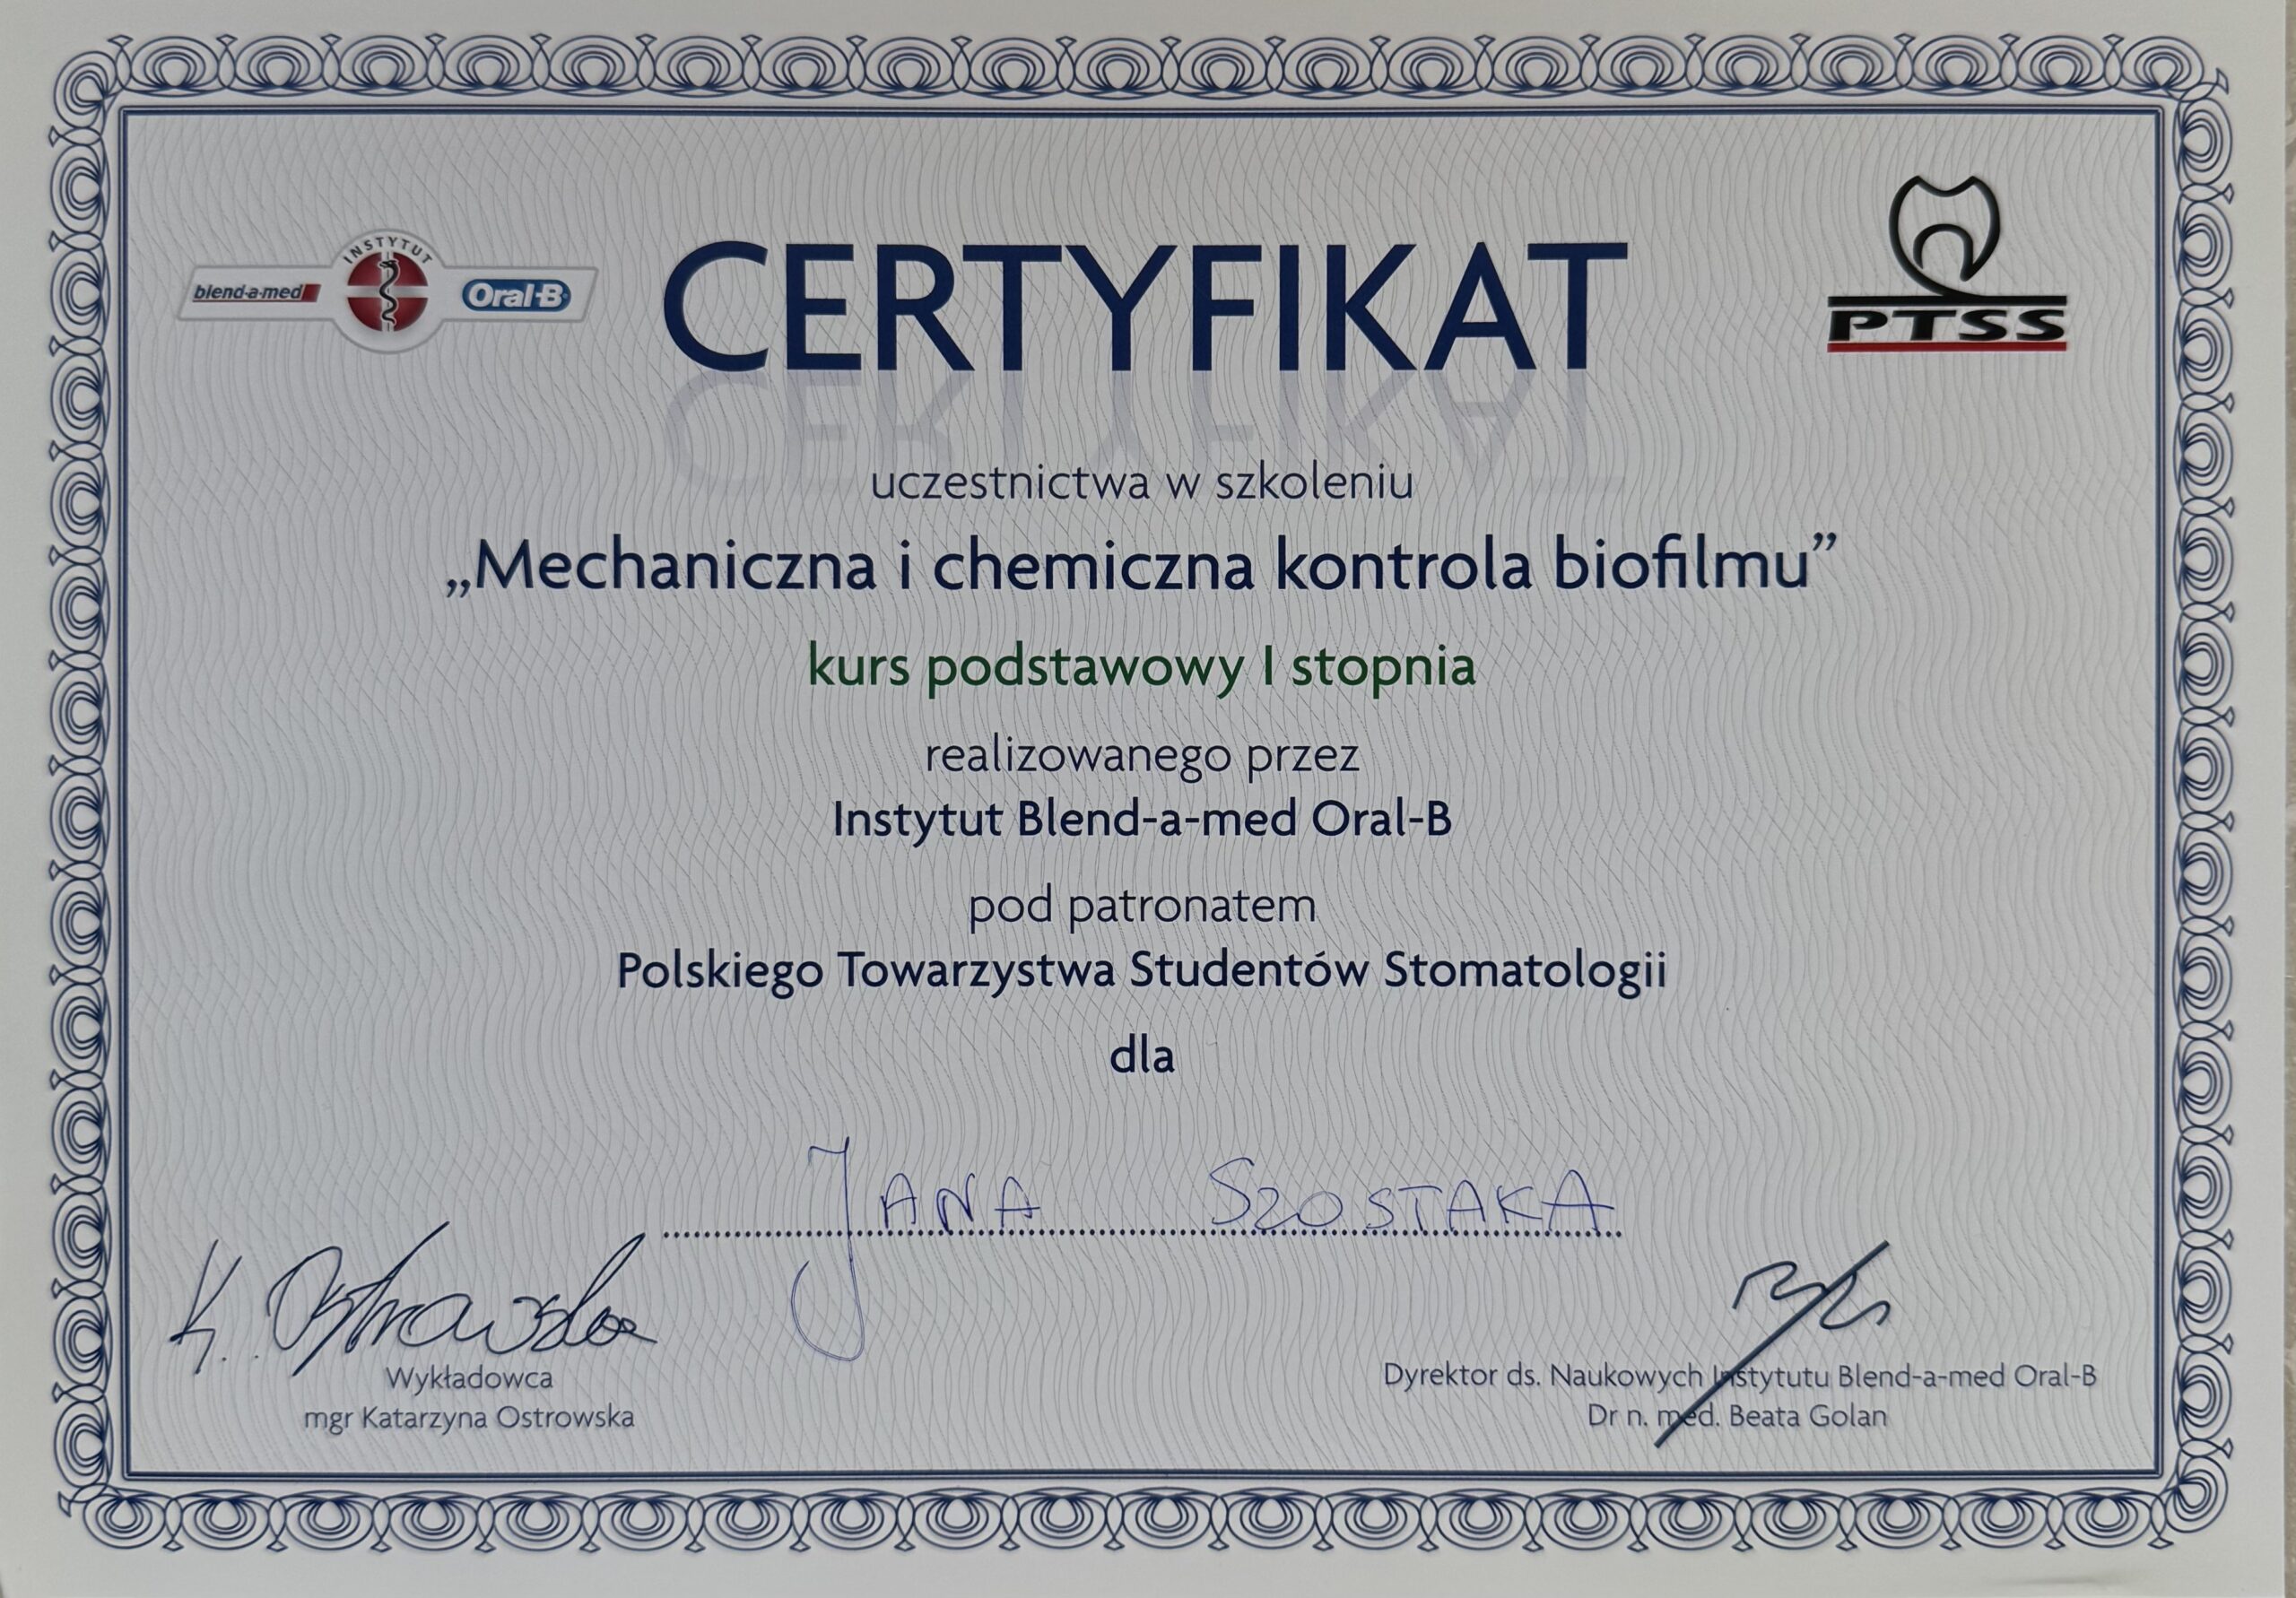 INSTYTUT
blend-a-med Oral-B
PTSS
CERTYFIKAT
uczestnictwa w szkoleniu
„Mechaniczna i chemiczna kontrola biofilmu”
kurs podstawowy I stopnia
realizowanego przez
Instytut Blend-a-med Oral-B
pod patronatem
Polskiego Towarzystwa Studentów Stomatologii
dla
JANA SZOSTAKA
K. Ostrowska
Wykładowca
mgr Katarzyna Ostrowska
Dyrektor ds. Naukowych Instytutu Blend-a-med Oral-B
Dr n. med. Beata Golan